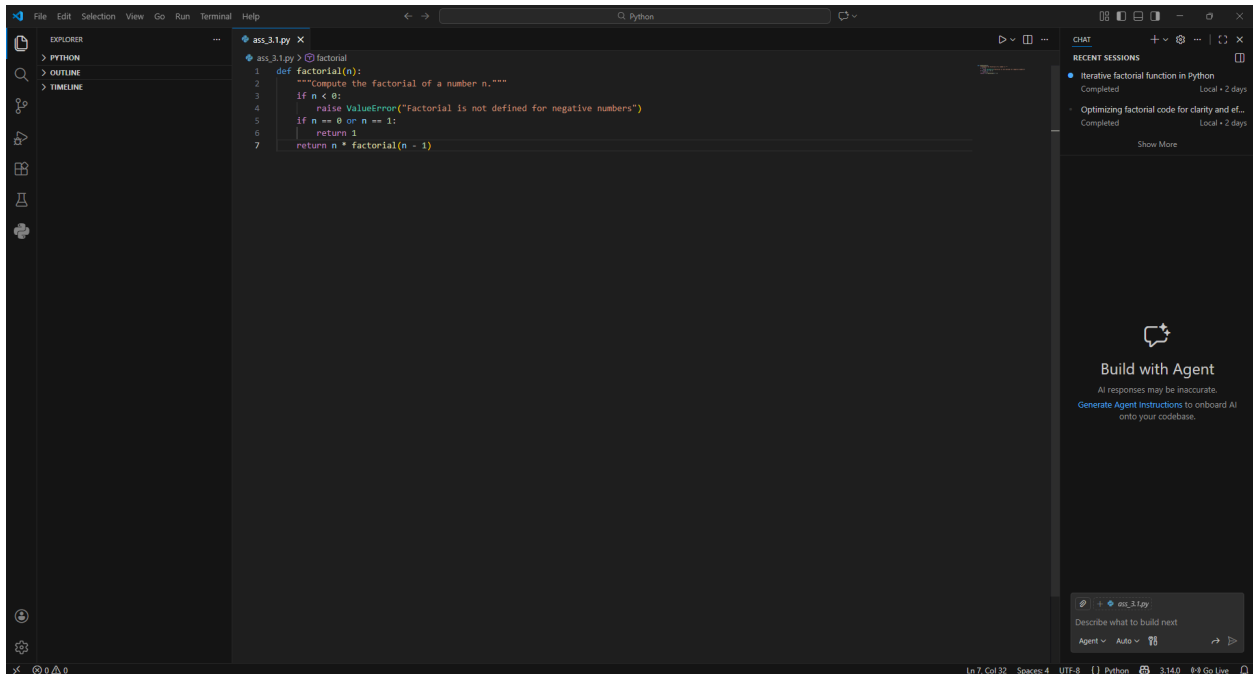 File Edit Selection View Go Run Terminal Help
Python
EXPLORER
PYTHON
OUTLINE
TIMELINE
ass_3.1.py
ass_3.1.py > factorial
1 def factorial(n):
2 """Compute the factorial of a number n."""
3 if n < 0:
4 raise ValueError("Factorial is not defined for negative numbers")
5 if n == 0 or n == 1:
6 return 1
7 return n * factorial(n - 1)
CHAT
RECENT SESSIONS
Iterative factorial function in Python
Completed Local • 2 days
Optimizing factorial code for clarity and ef...
Completed Local • 2 days
Show More
Build with Agent
AI responses may be inaccurate.
Generate Agent Instructions to onboard AI
onto your codebase.
ass_3.1.py
Describe what to build next
Agent Auto
0 0
Ln 7, Col 32 Spaces: 4 UTF-8 {} Python 3.14.0 Go Live